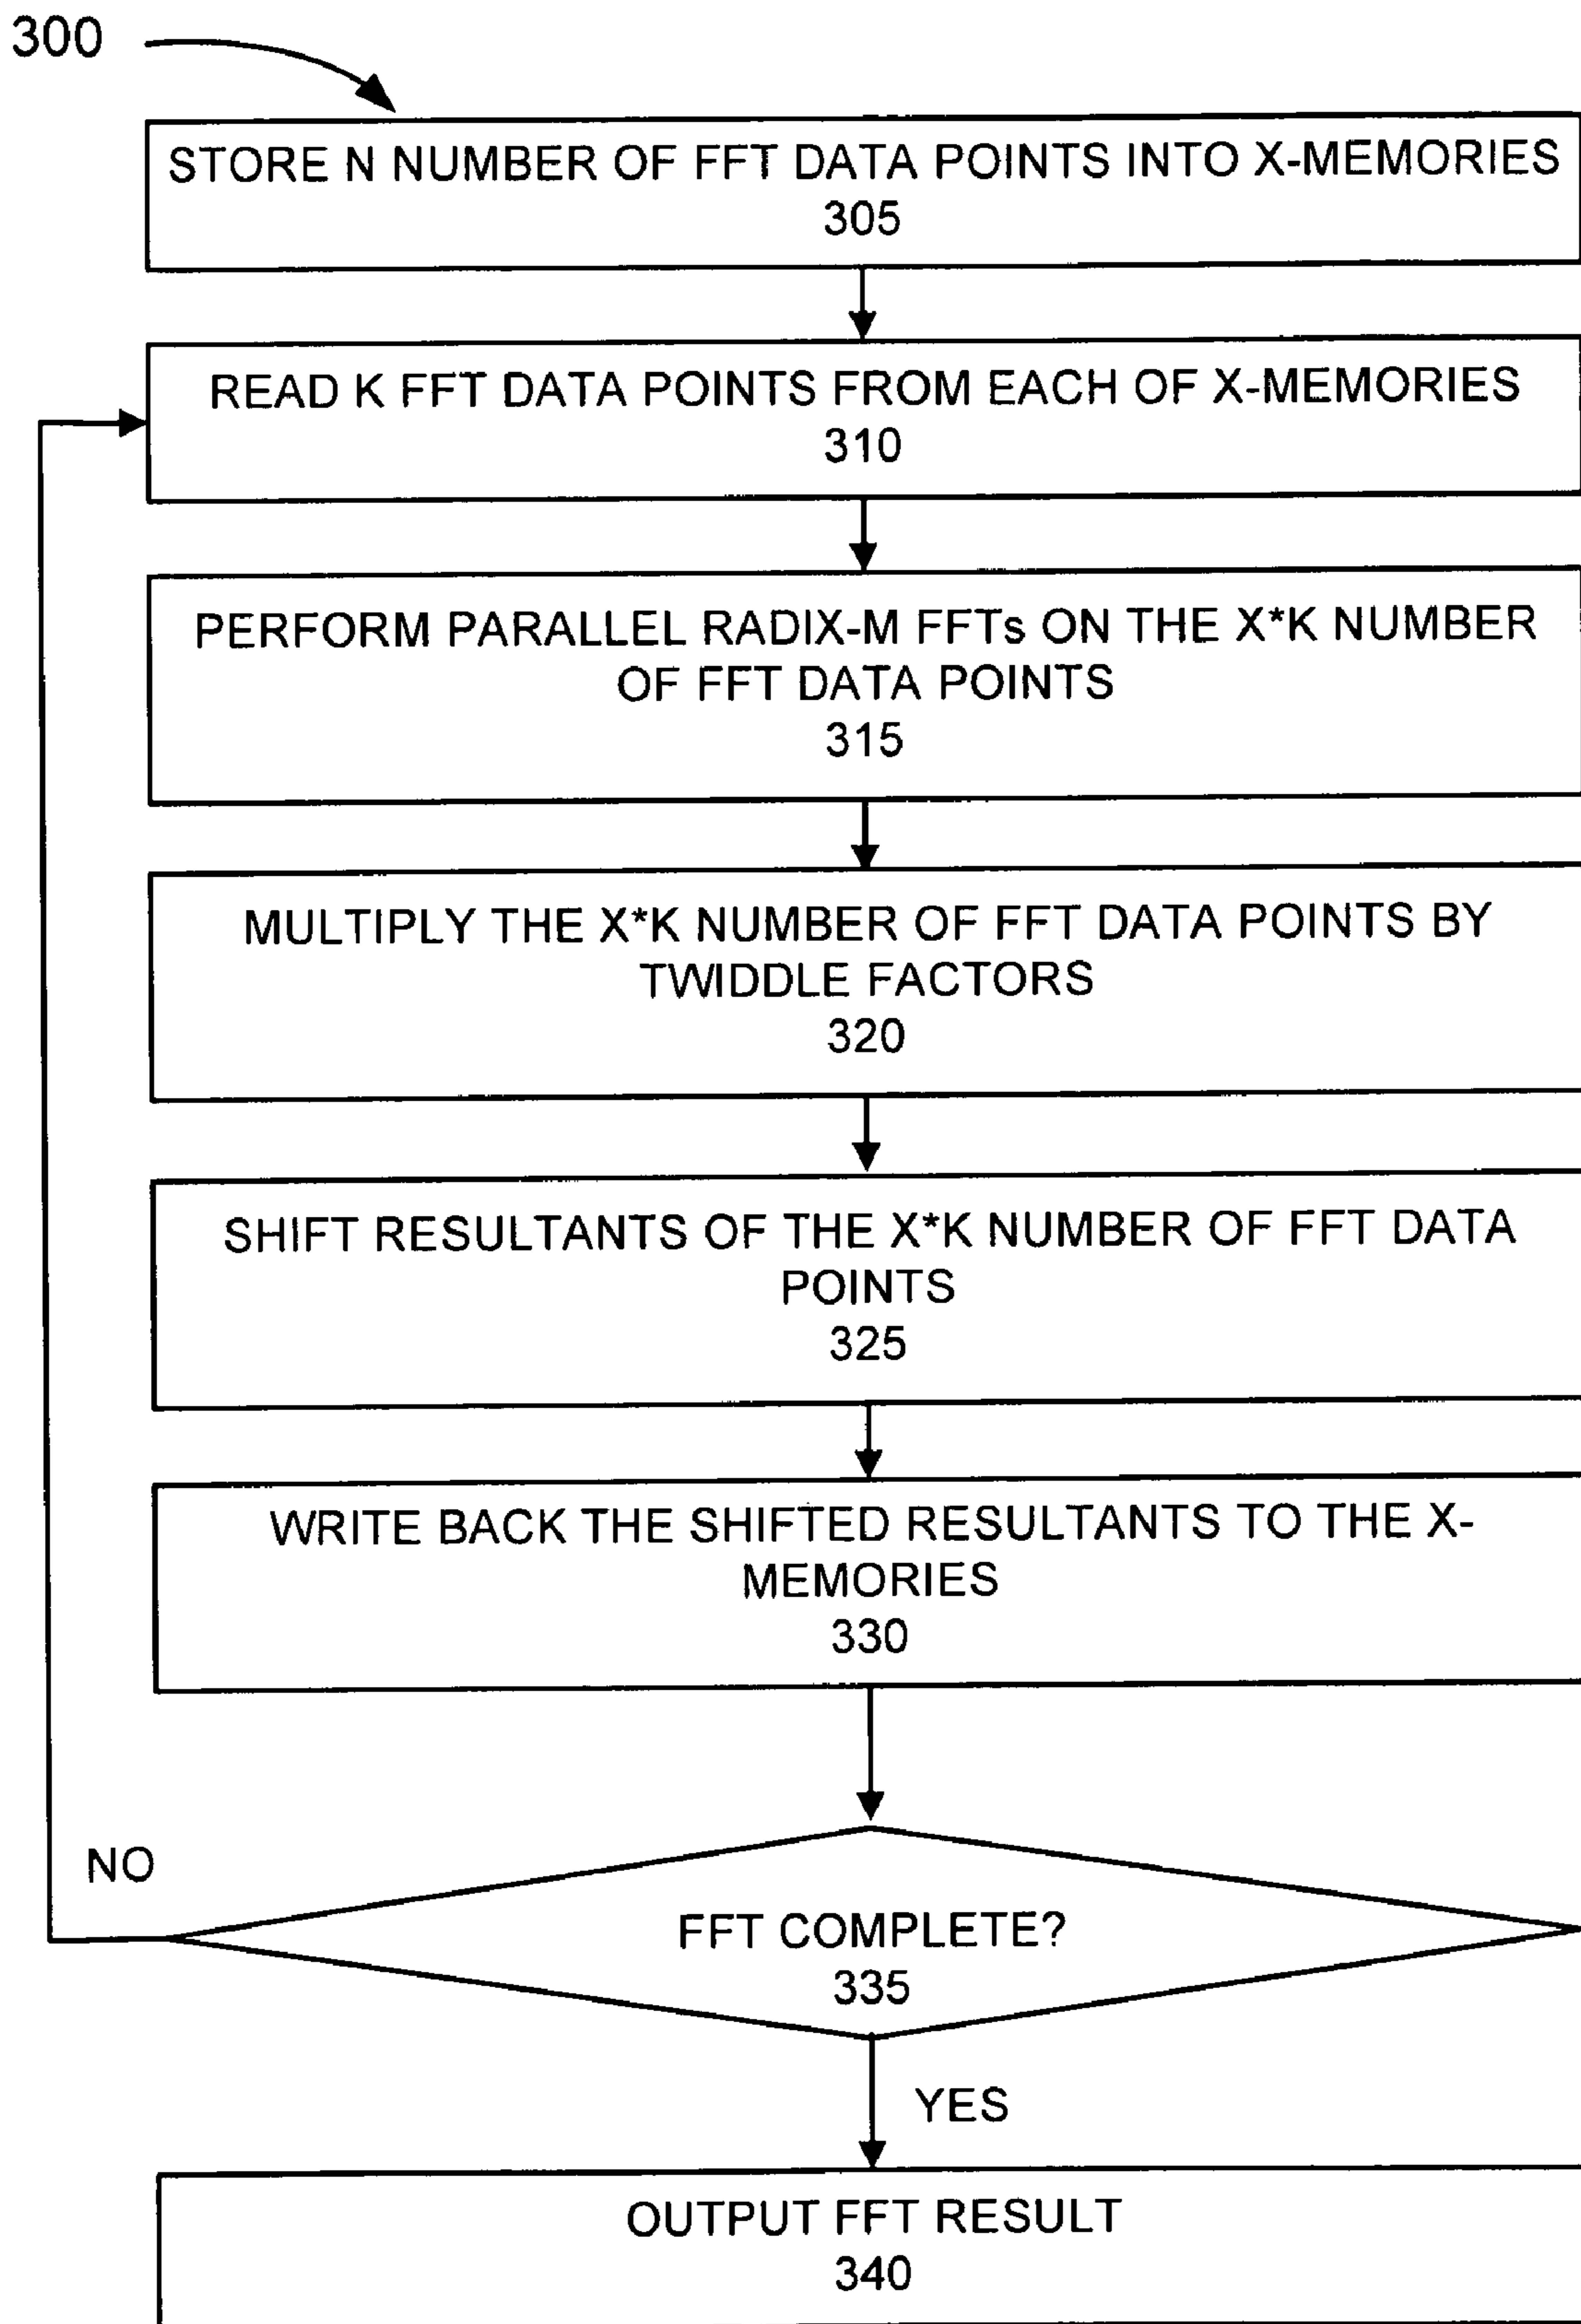 300
STORE N NUMBER OF FFT DATA POINTS INTO X-MEMORIES
305
READ K FFT DATA POINTS FROM EACH OF X-MEMORIES
310
PERFORM PARALLEL RADIX-M FFTs ON THE X*K NUMBER
OF FFT DATA POINTS
315
MULTIPLY THE X*K NUMBER OF FFT DATA POINTS BY
TWIDDLE FACTORS
320
SHIFT RESULTANTS OF THE X*K NUMBER OF FFT DATA
POINTS
325
WRITE BACK THE SHIFTED RESULTANTS TO THE X-
MEMORIES
330
NO
FFT COMPLETE?
335
YES
OUTPUT FFT RESULT
340